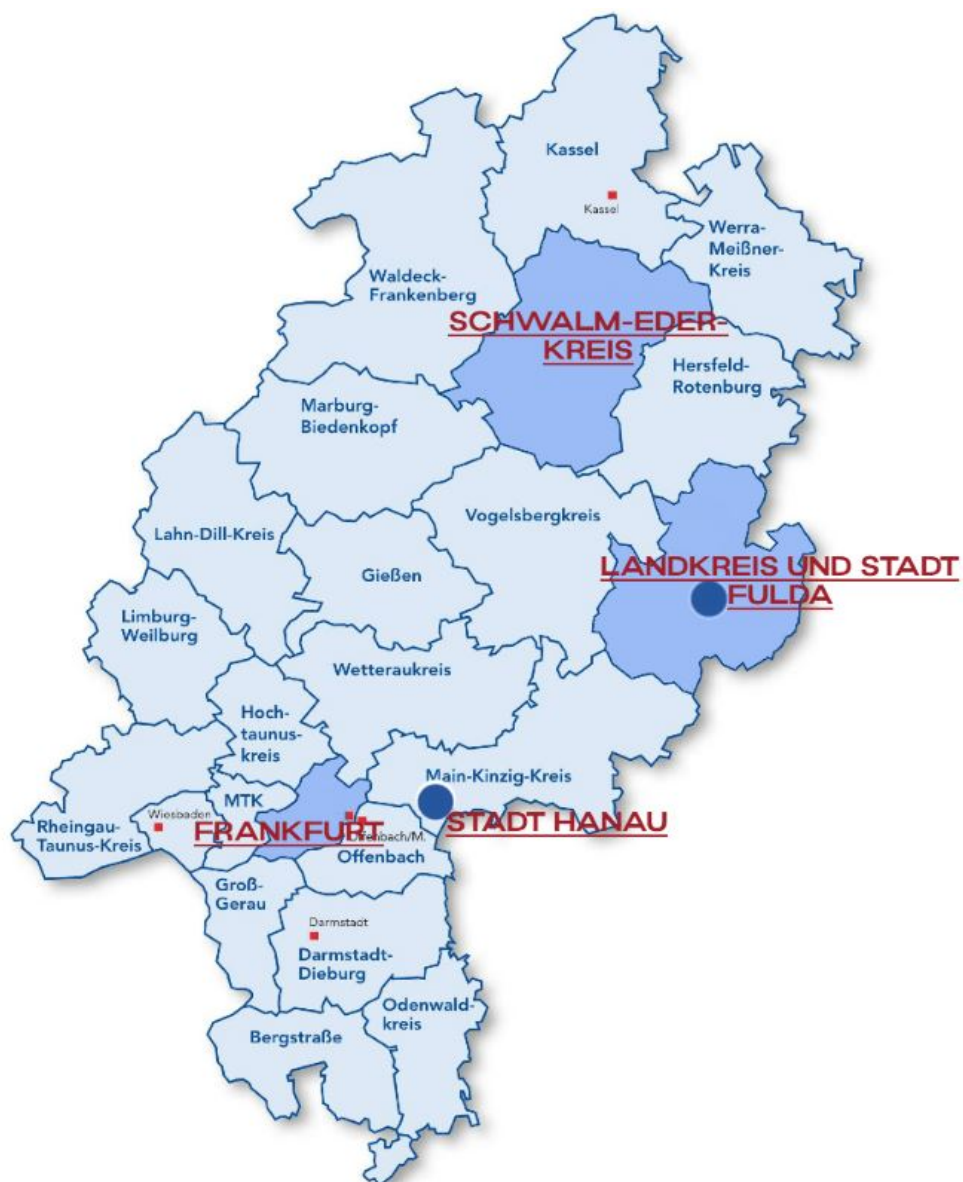 Kassel
Kassel
Werra-
Meißner-
Kreis
Waldeck-
Frankenberg
SCHWALM-EDER-
KREIS
Hersfeld-
Rotenburg
Marburg-
Biedenkopf
Vogelsbergkreis
Lahn-Dill-Kreis
Gießen
LANDKREIS UND STADT
FULDA
Limburg-
Weilburg
Wetteraukreis
Hoch-
taunus-
kreis
Main-Kinzig-Kreis
MTK
Wiesbaden
Rheingau-
Taunus-Kreis
FRANKFURT
STADT HANAU
Offenbach/M.
Offenbach
Groß-
Gerau
Darmstadt
Darmstadt-
Dieburg
Odenwald-
kreis
Bergstraße